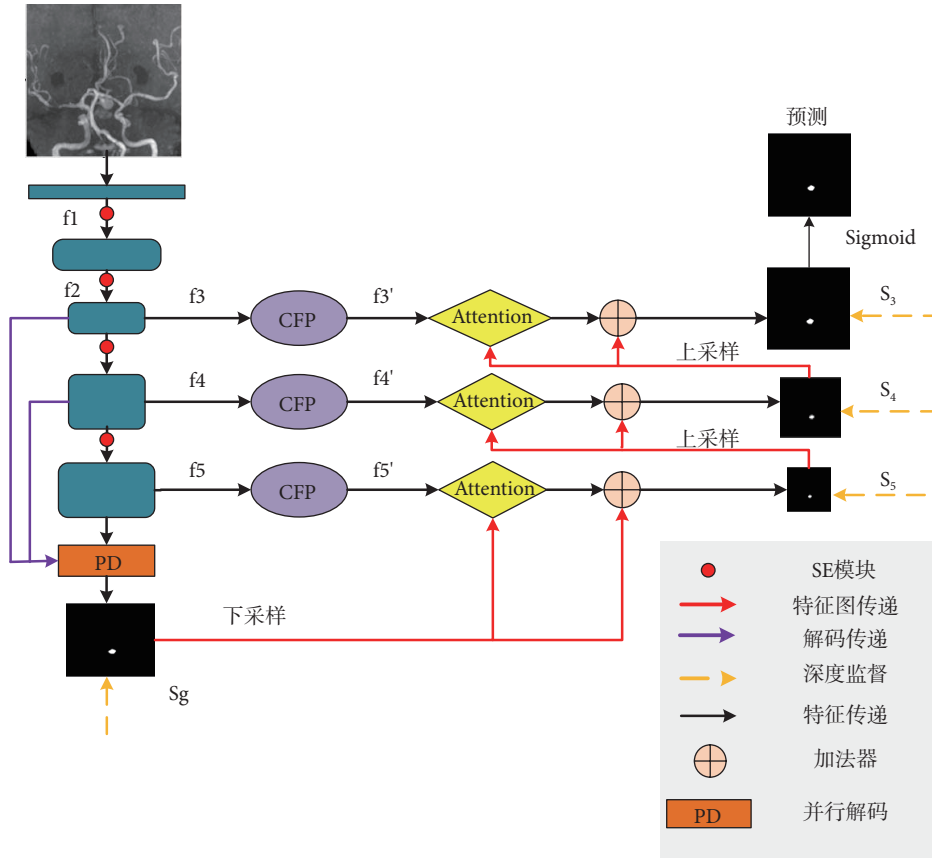 预测
f1
Sigmoid
f2
f3
CFP
f3'
Attention
S3
上采样
f4
CFP
f4'
Attention
S4
上采样
f5
CFP
f5'
Attention
S5
PD
下采样
Sg
SE模块
特征图传递
解码传递
深度监督
特征传递
加法器
PD
并行解码